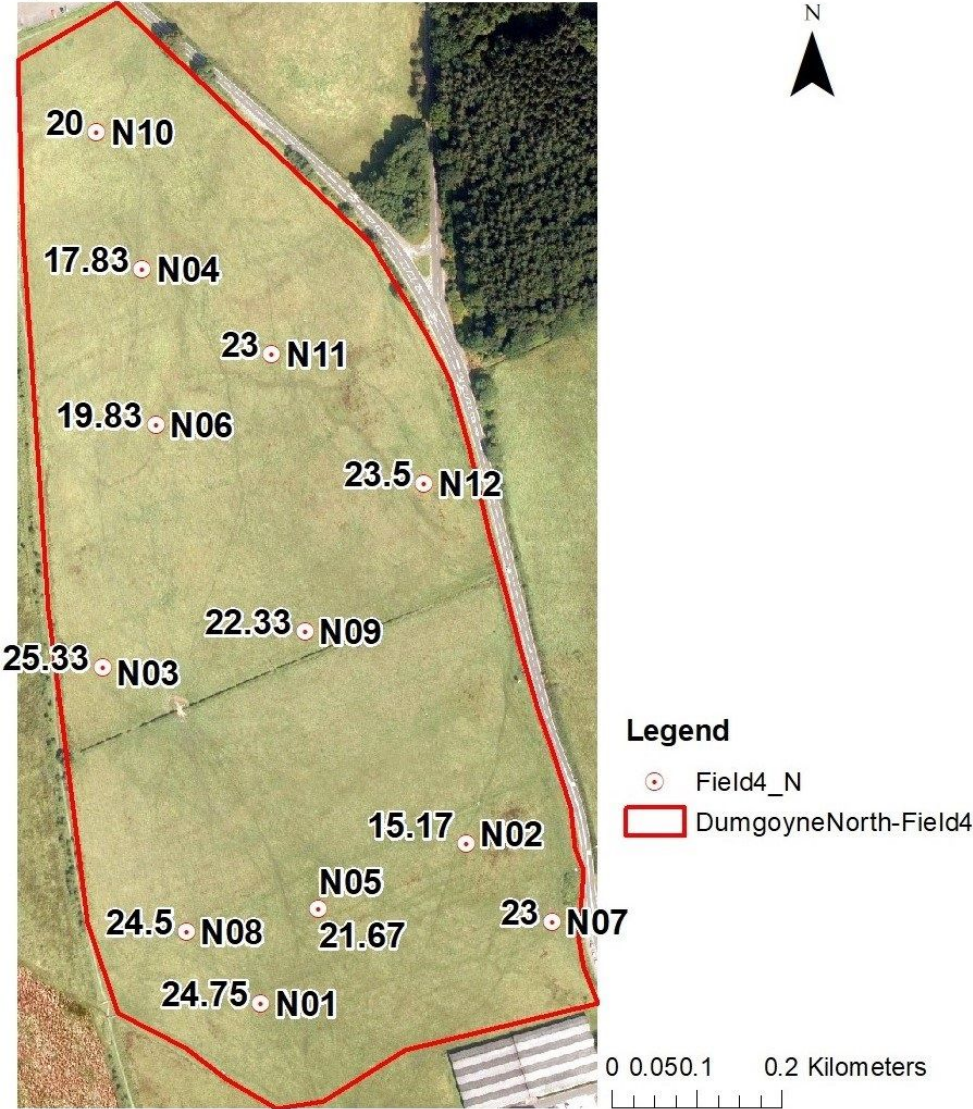 N
20 N10
17.83 N04
23 N11
19.83 N06
23.5 N12
22.33 N09
25.33 N03
15.17 N02
N05
21.67
24.5 N08
23 N07
24.75 N01
Legend
Field4_N
DumgoyneNorth-Field4
0 0.050.1 0.2 Kilometers